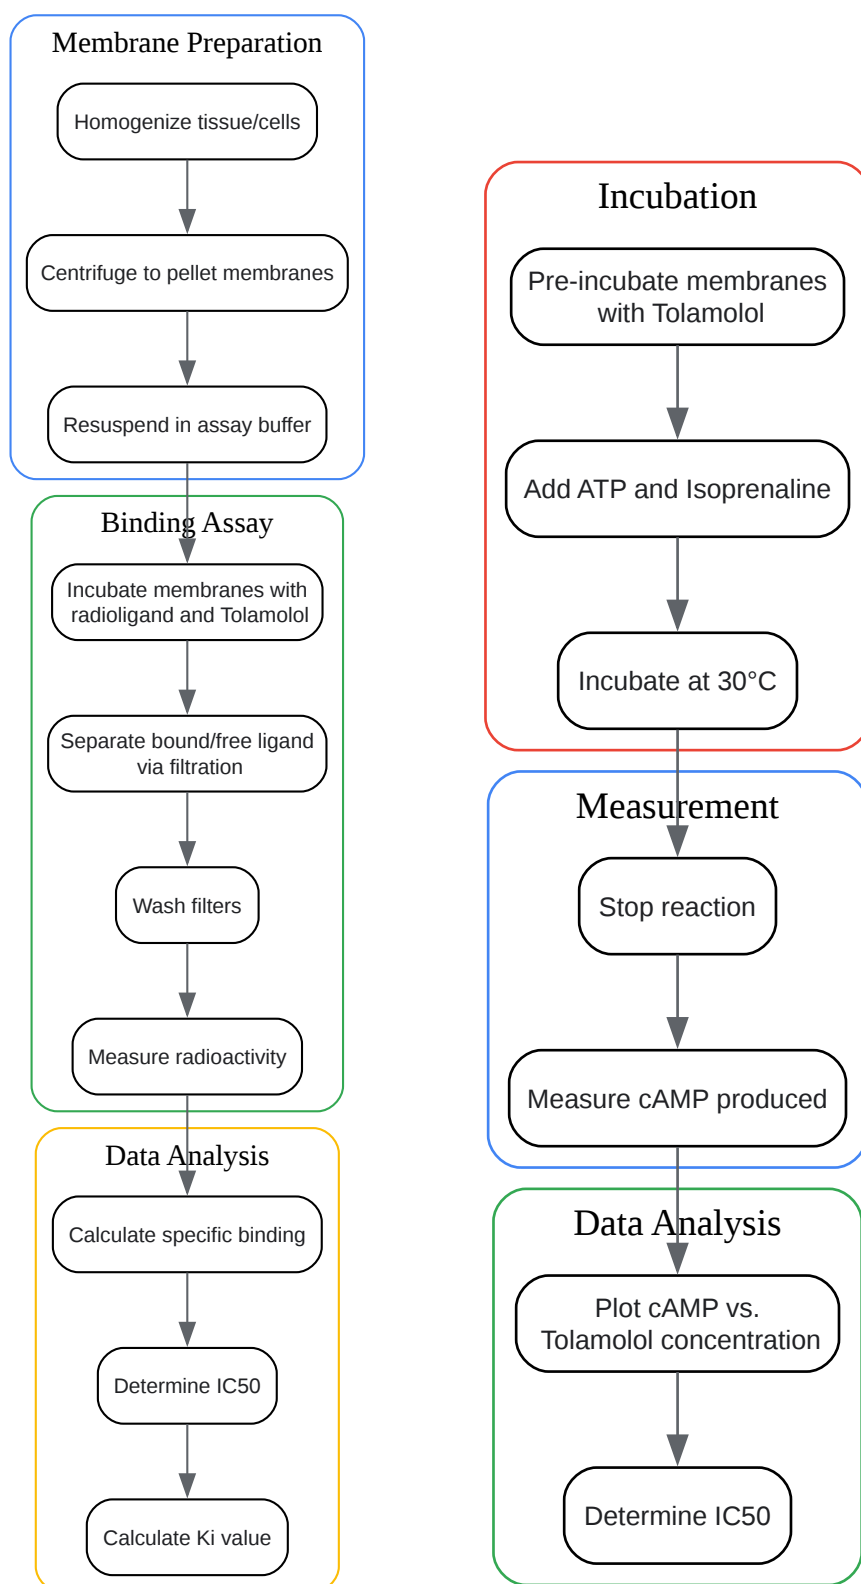 Membrane Preparation
Homogenize tissue/cells
Centrifuge to pellet membranes
Resuspend in assay buffer
Binding Assay
Incubate membranes with
radioligand and Tolamolol
Separate bound/free ligand
via filtration
Wash filters
Measure radioactivity
Data Analysis
Calculate specific binding
Determine IC50
Calculate Ki value
Incubation
Pre-incubate membranes
with Tolamolol
Add ATP and Isoprenaline
Incubate at 30°C
Measurement
Stop reaction
Measure cAMP produced
Data Analysis
Plot cAMP vs.
Tolamolol concentration
Determine IC50